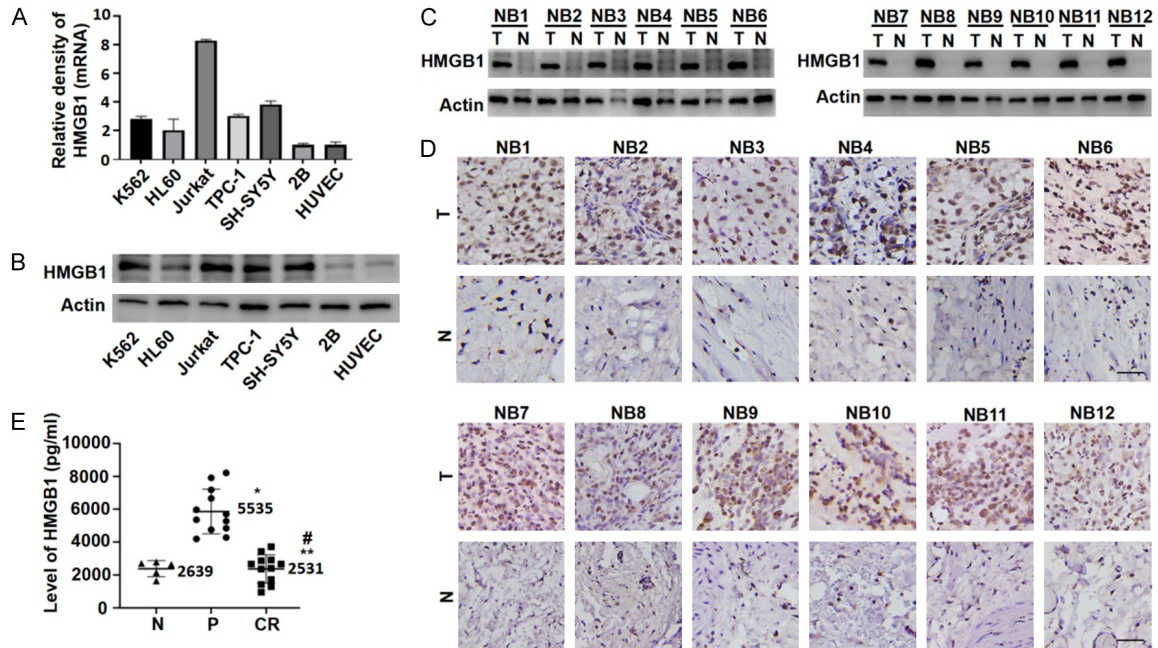 A
Relative density of
HMGB1 (mRNA)
10
8
6
4
2
0
K562
HL60
Jurkat
TPC-1
SH-SY5Y
2B
HUVEC
B
HMGB1
Actin
K562
HL60
Jurkat
TPC-1
SH-SY5Y
2B
HUVEC
C
NB1 NB2 NB3 NB4 NB5 NB6
T N T N T N T N T N T N
HMGB1
Actin
NB7 NB8 NB9 NB10 NB11 NB12
T N T N T N T N T N T N
HMGB1
Actin
D
NB1 NB2 NB3 NB4 NB5 NB6
T
N
NB7 NB8 NB9 NB10 NB11 NB12
T
N
E
Level of HMGB1 (pg/ml)
10000
8000
6000
4000
2000
0
2639
*
5535
#
**
2531
N P CR